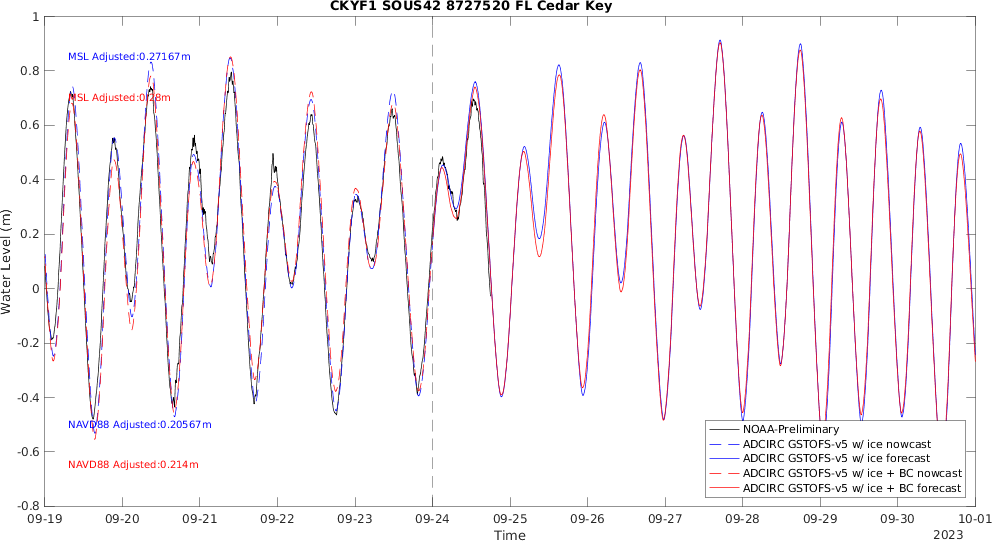 CKYF1 SOUS42 8727520 FL Cedar Key
Water Level (m)
1
0.8
0.6
0.4
0.2
0
-0.2
-0.4
-0.6
-0.8
MSL Adjusted:0.27167m
MSL Adjusted:0.28m
NAVD88 Adjusted:0.20567m
NAVD88 Adjusted:0.214m
NOAA-Preliminary
ADCIRC GSTOFS-v5 w/ ice nowcast
ADCIRC GSTOFS-v5 w/ ice forecast
ADCIRC GSTOFS-v5 w/ ice + BC nowcast
ADCIRC GSTOFS-v5 w/ ice + BC forecast
09-19 09-20 09-21 09-22 09-23 09-24 09-25 09-26 09-27 09-28 09-29 09-30 10-01
Time
2023